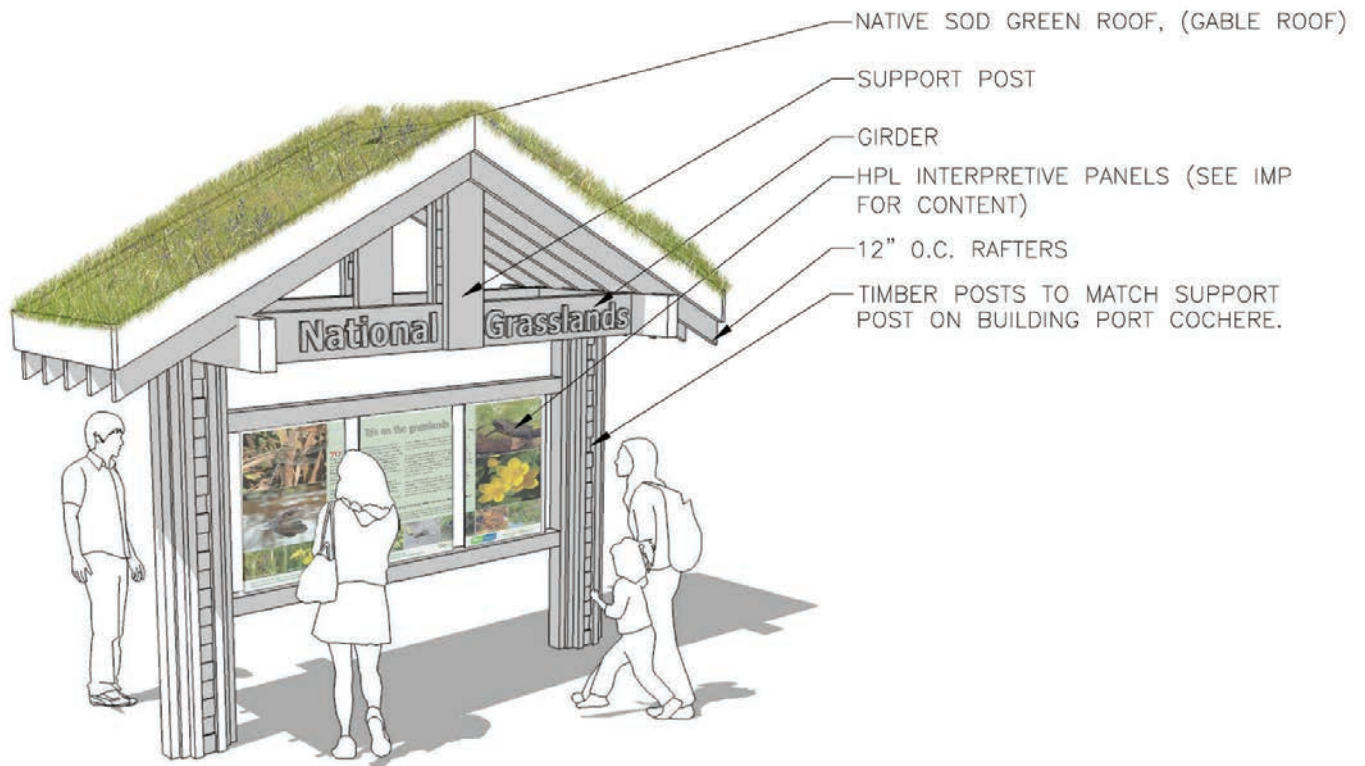 NATIVE SOD GREEN ROOF, (GABLE ROOF)
SUPPORT POST
GIRDER
HPL INTERPRETIVE PANELS (SEE IMP
FOR CONTENT)
12" O.C. RAFTERS
TIMBER POSTS TO MATCH SUPPORT
POST ON BUILDING PORT COCHERE.
National Grasslands
on the grasslands